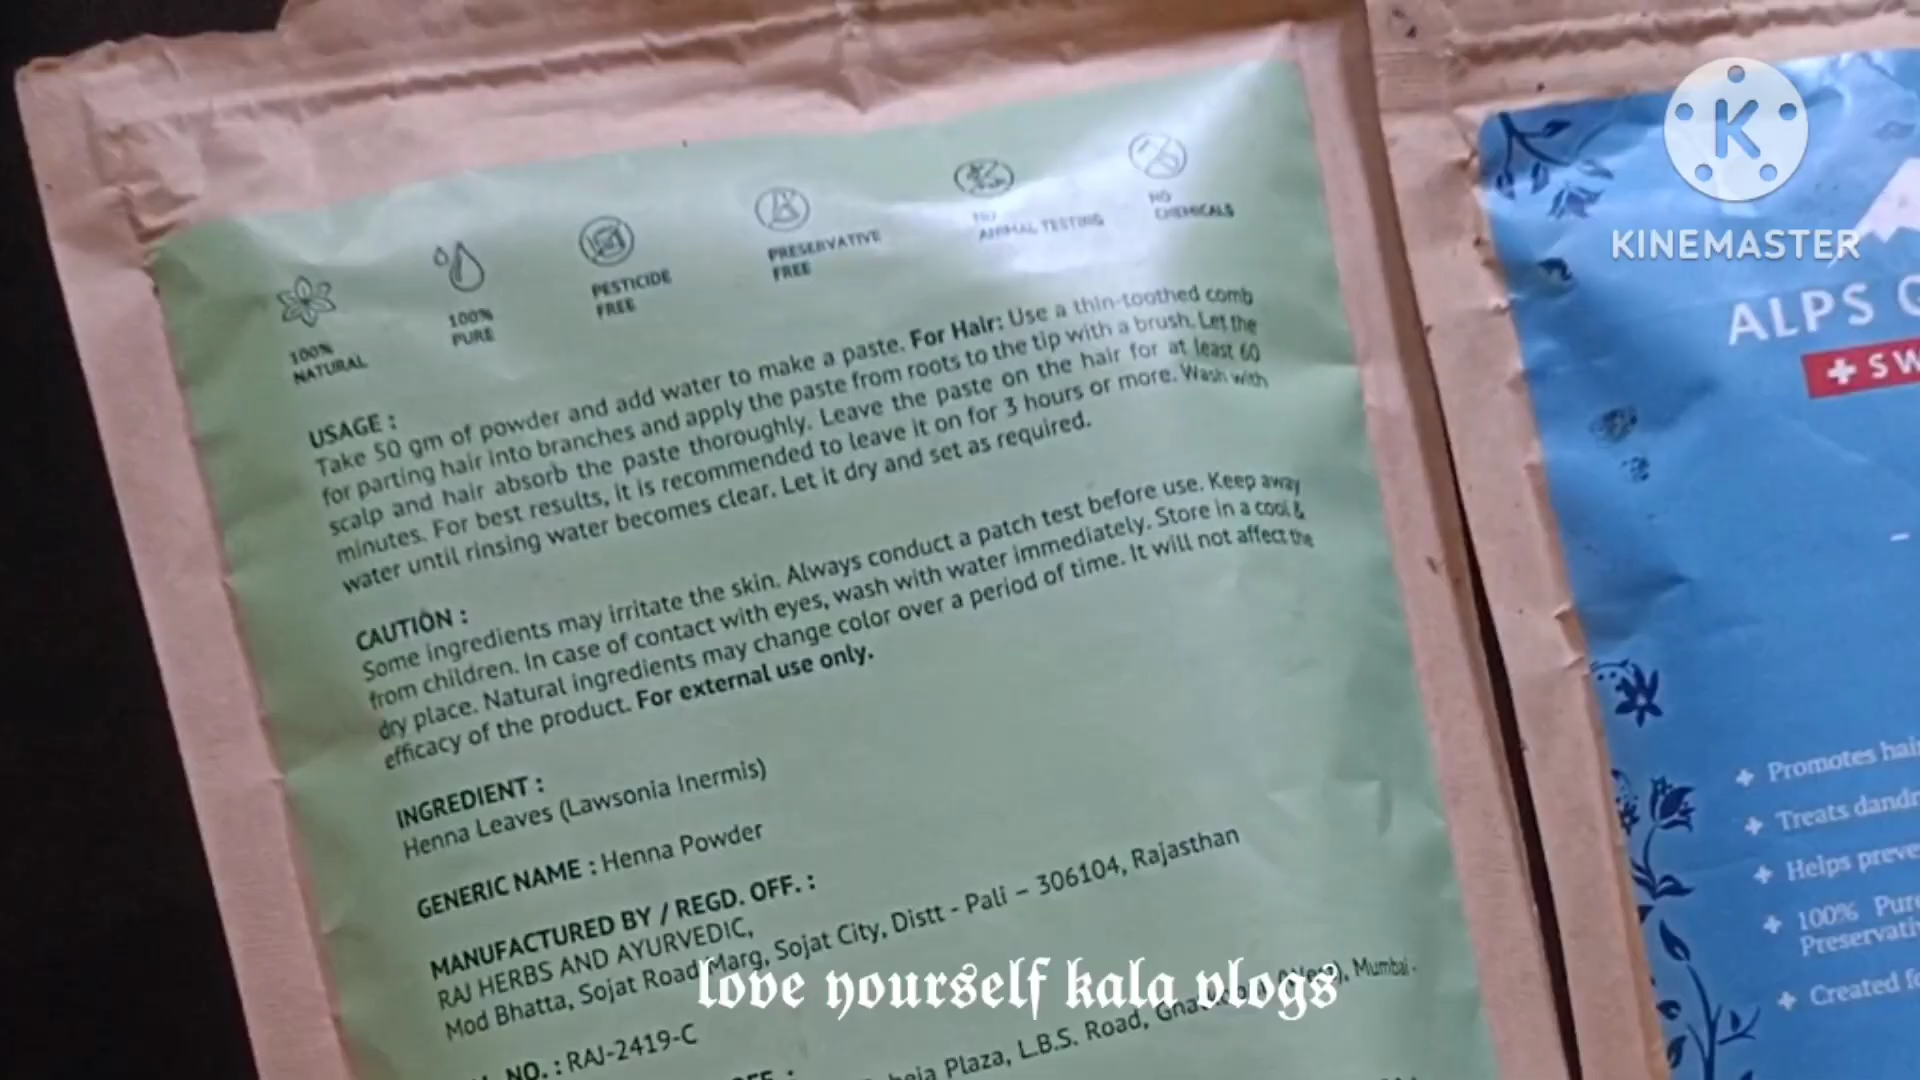 100%
NATURAL
100%
PURE
PESTICIDE
FREE
PRESERVATIVE
FREE
NO
ANIMAL TESTING
NO
CHEMICALS
USAGE :
Take 50 gm of powder and add water to make a paste. For Hair: Use a thin-toothed comb
for parting hair into branches and apply the paste from roots to the tip with a brush. Let the
scalp and hair absorb the paste thoroughly. Leave the paste on the hair for at least 60
minutes. For best results, it is recommended to leave it on for 3 hours or more. Wash with
water until rinsing water becomes clear. Let it dry and set as required.
CAUTION :
Some ingredients may irritate the skin. Always conduct a patch test before use. Keep away
from children. In case of contact with eyes, wash with water immediately. Store in a cool &
dry place. Natural ingredients may change color over a period of time. It will not affect the
efficacy of the product. For external use only.
INGREDIENT :
Henna Leaves (Lawsonia Inermis)
GENERIC NAME : Henna Powder
MANUFACTURED BY / REGD. OFF. :
RAJ HERBS AND AYURVEDIC,
Mod Bhatta, Sojat Road Marg, Sojat City, Distt - Pali – 306104, Rajasthan
NO. : RAJ-2419-C
Plaza, L.B.S. Road, Mumbai -
love yourself kala vlogs
K
KINEMASTER
ALPS
Promotes
Treats
Helps
100% Pure
Created